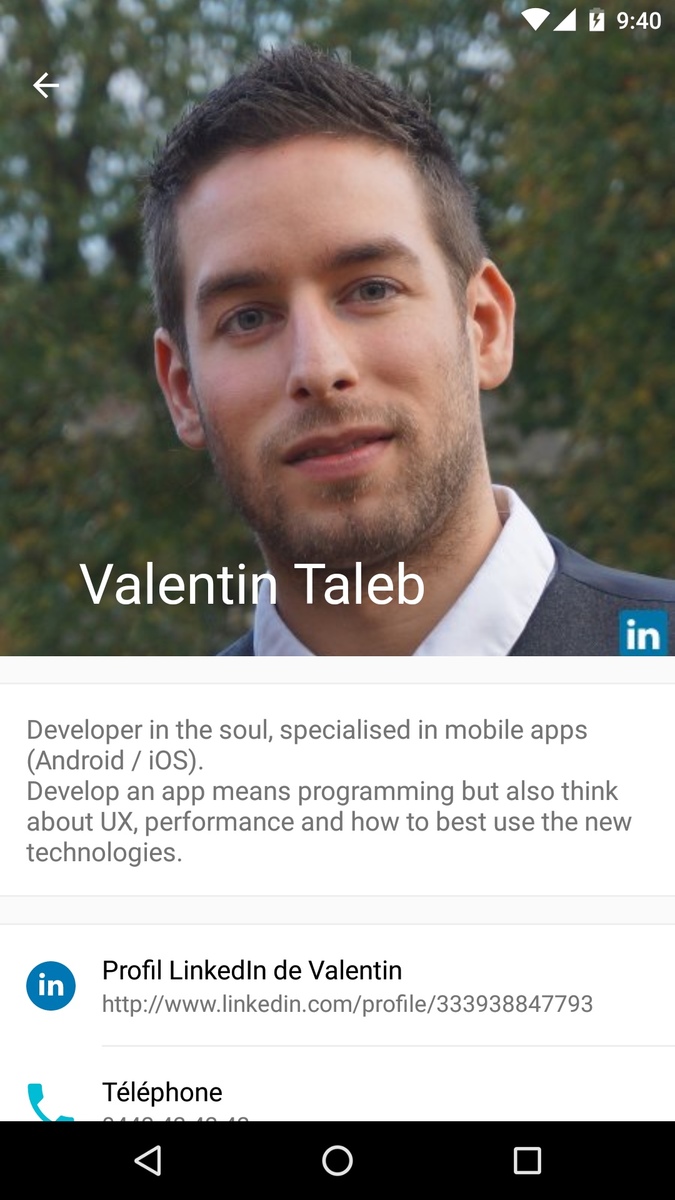 9:40
Valentin Taleb
in
Developer in the soul, specialised in mobile apps
(Android / iOS).
Develop an app means programming but also think
about UX, performance and how to best use the new
technologies.
in
Profil LinkedIn de Valentin
http://www.linkedin.com/profile/333938847793
Téléphone